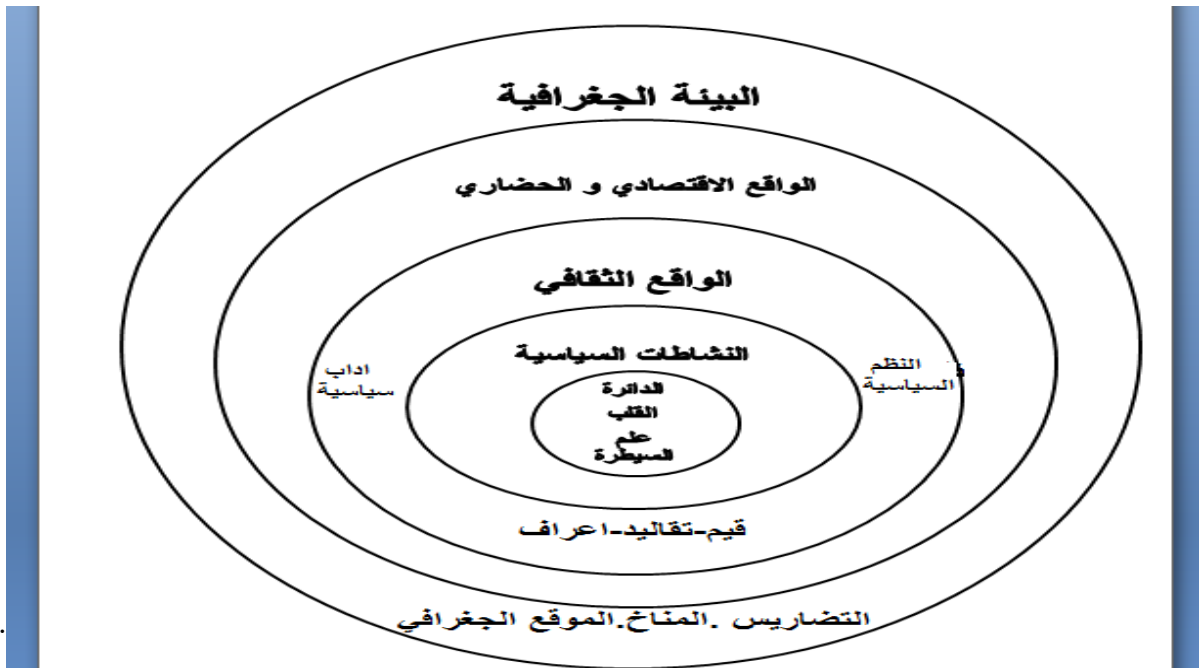 البيئة الجغرافية
الواقع الاقتصادي و الحضاري
الواقع الثقافي
النشاطات السياسية
النظم
السياسية
اداب
سياسية
الدائرة
القلب
علم
السيطرة
قيم-تقاليد-اعراف
التضاريس .المناخ.الموقع الجغرافي